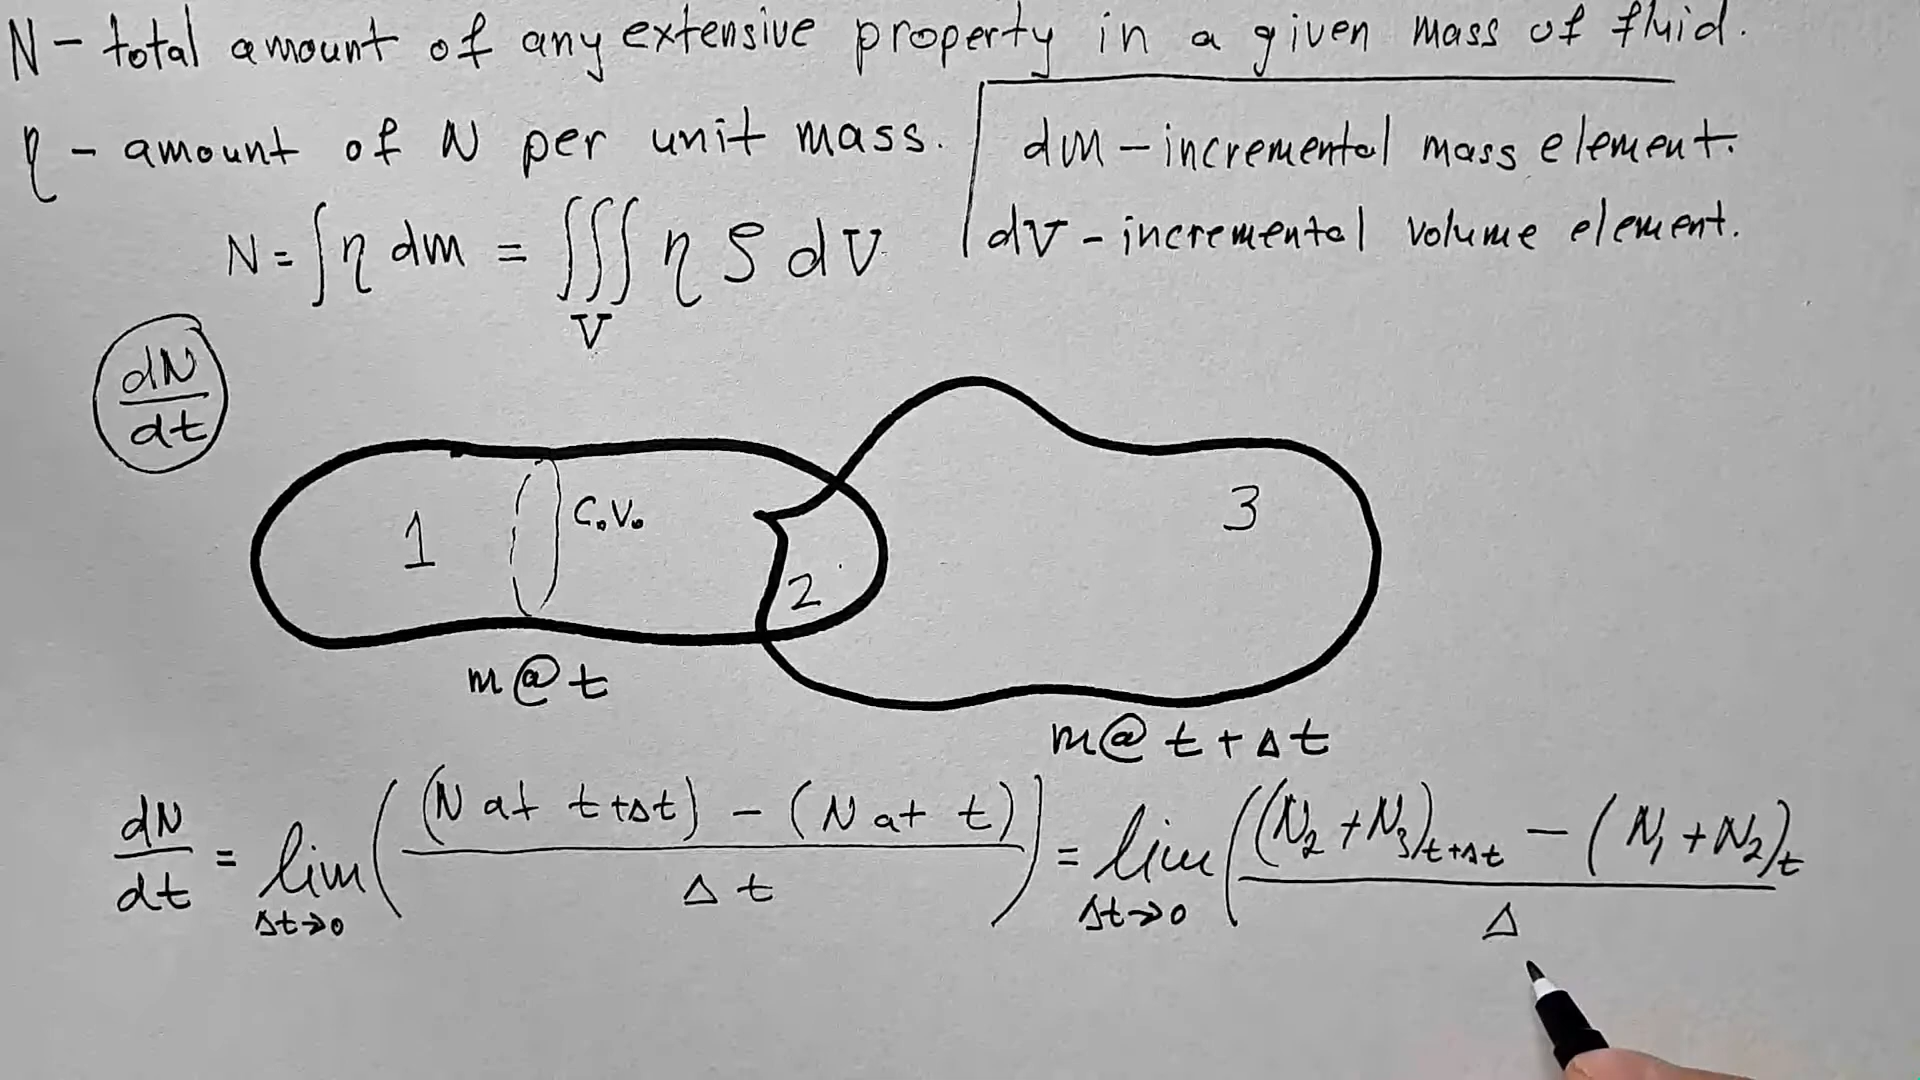 N - total amount of any extensive property in a given mass of fluid.
η - amount of N per unit mass.
dm - incremental mass element.
dV - incremental volume element.
N = ∫ η dm = ∭ η ρ dV
V
dN/dt
1
C.V.
2
3
m @ t
m @ t + Δt
dN/dt = lim Δt→0 ( ((N at t+Δt) - (N at t)) / Δt ) = lim Δt→0 ( ((N₂ + N₃)t+Δt - (N₁ + N₂)t / Δ